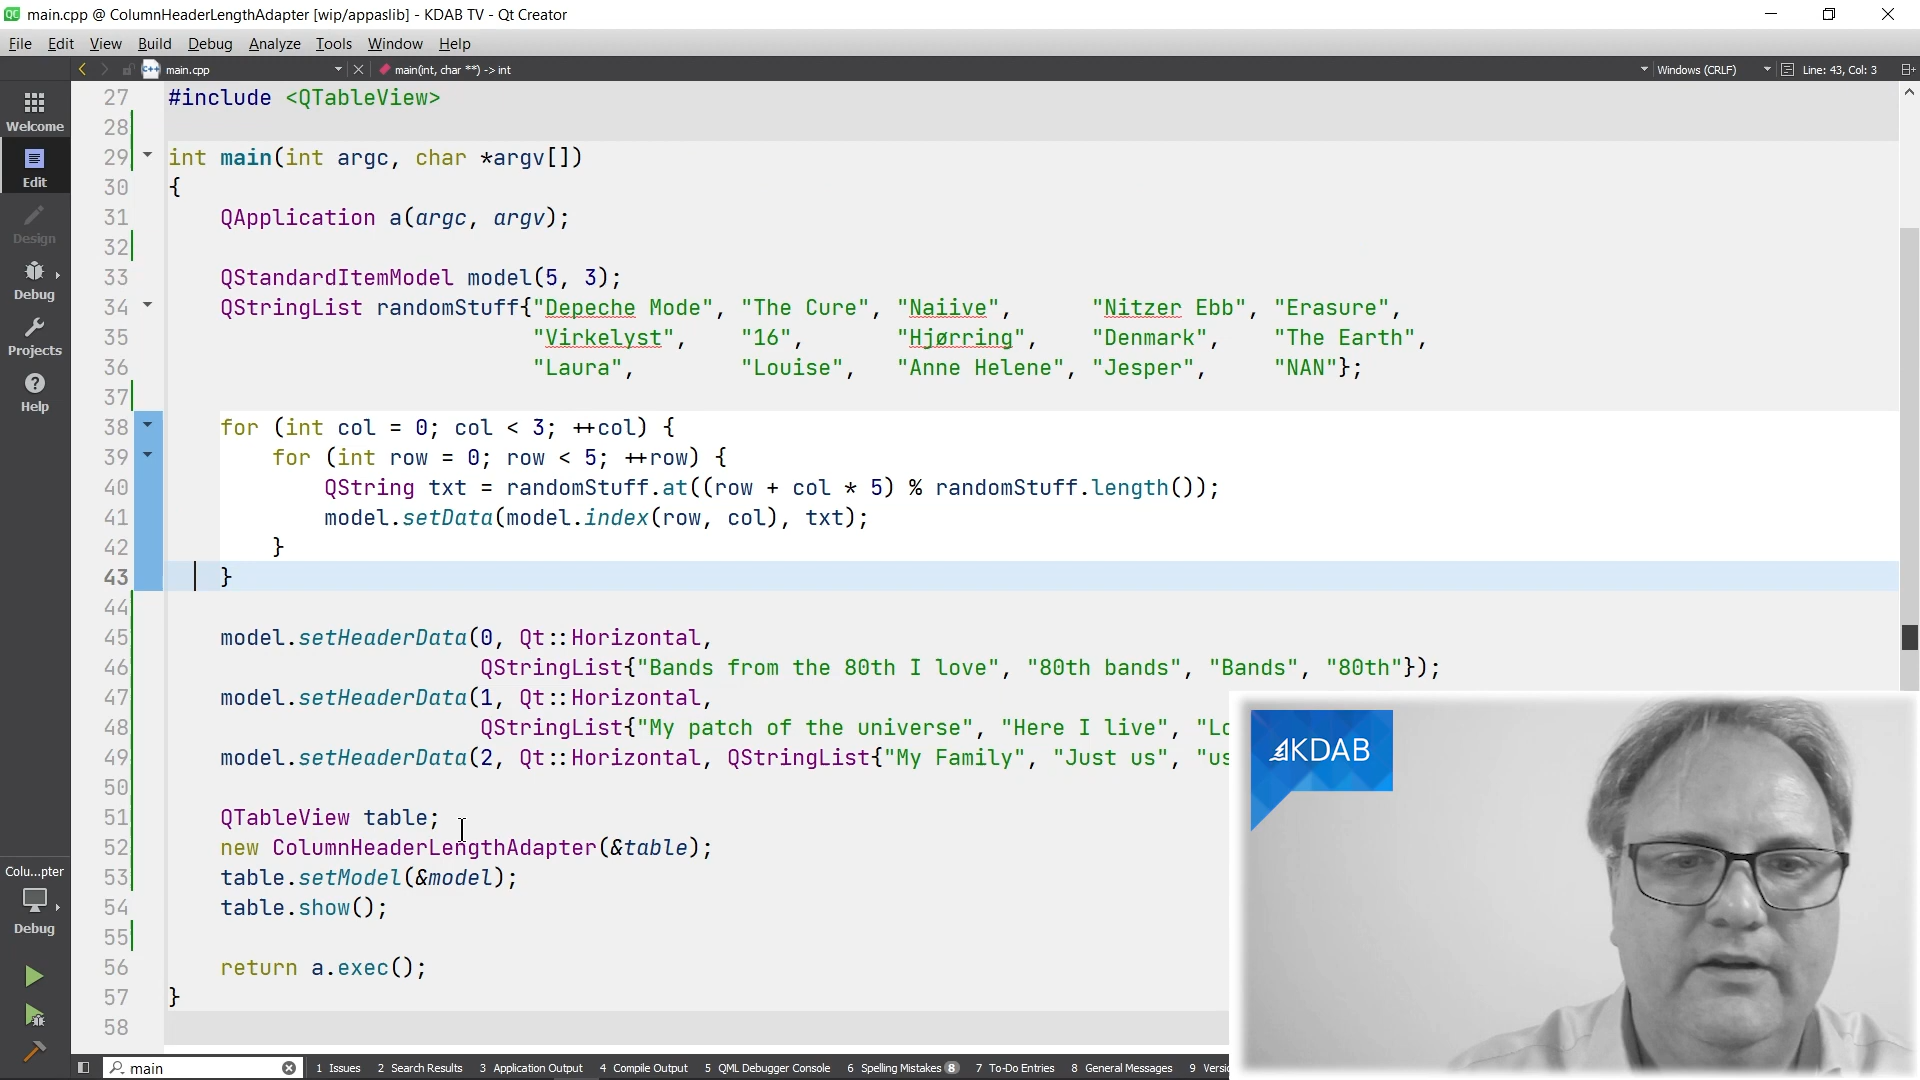 main.cpp @ ColumnHeaderLengthAdapter [wip/appaslib] - KDAB TV - Qt Creator
File Edit View Build Debug Analyze Tools Window Help
main.cpp main(int, char **) -> int Windows (CRLF) Line: 43, Col: 3
Welcome
Edit
Design
Debug
Projects
Help
27 #include <QTableView>
28
29 int main(int argc, char *argv[])
30 {
31 QApplication a(argc, argv);
32
33 QStandardItemModel model(5, 3);
34 QStringList randomStuff{"Depeche Mode", "The Cure", "Naiive", "Nitzer Ebb", "Erasure",
35 "Virkelyst", "16", "Hjørring", "Denmark", "The Earth",
36 "Laura", "Louise", "Anne Helene", "Jesper", "NAN"};
37
38 for (int col = 0; col < 3; ++col) {
39 for (int row = 0; row < 5; ++row) {
40 QString txt = randomStuff.at((row + col * 5) % randomStuff.length());
41 model.setData(model.index(row, col), txt);
42 }
43 }
44
45 model.setHeaderData(0, Qt::Horizontal,
46 QStringList{"Bands from the 80th I love", "80th bands", "Bands", "80th"});
47 model.setHeaderData(1, Qt::Horizontal,
48 QStringList{"My patch of the universe", "Here I live", "Lo
49 model.setHeaderData(2, Qt::Horizontal, QStringList{"My Family", "Just us", "us
50
51 QTableView table;
52 new ColumnHeaderLengthAdapter(&table);
53 table.setModel(&model);
54 table.show();
55
56 return a.exec();
57 }
58
Colu...pter
Debug
KDAB
main 1 Issues 2 Search Results 3 Application Output 4 Compile Output 5 QML Debugger Console 6 Spelling Mistakes 8 7 To-Do Entries 8 General Messages 9 Versi